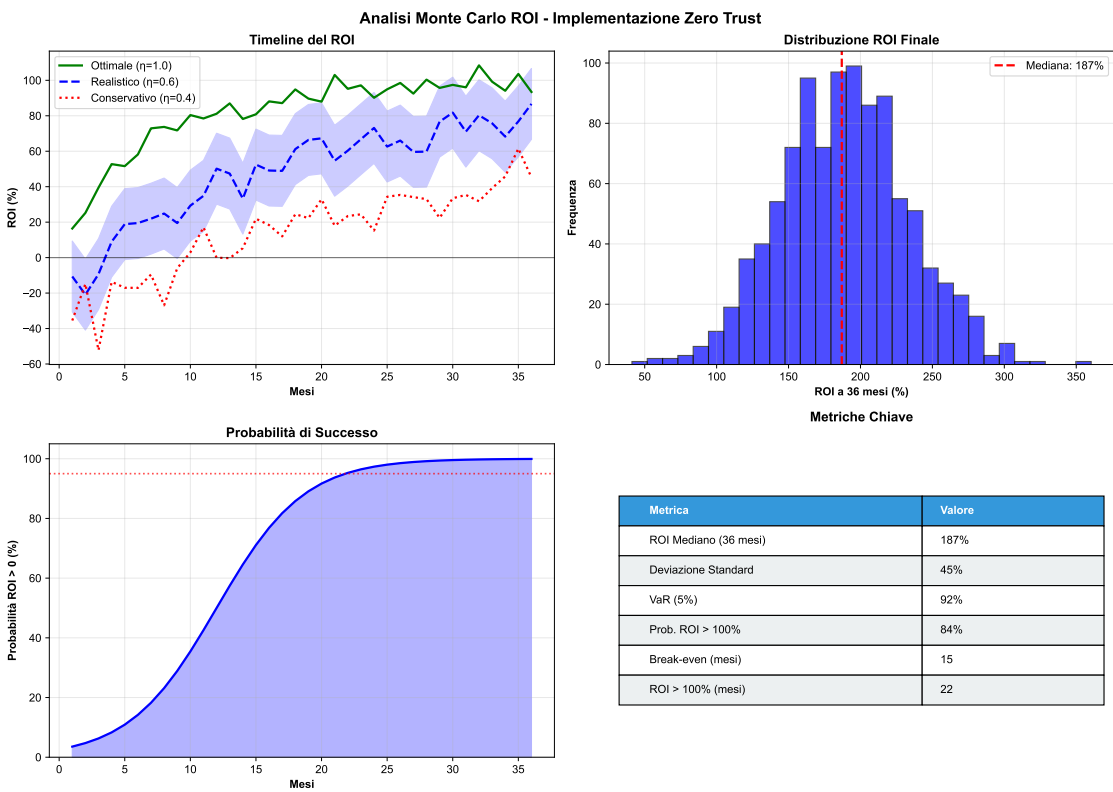 Analisi Monte Carlo ROI - Implementazione Zero Trust
Timeline del ROI
Ottimale (η=1.0)
Realistico (η=0.6)
Conservativo (η=0.4)
ROI (%)
100
80
60
40
20
0
−20
−40
−60
0 5 10 15 20 25 30 35
Mesi
Distribuzione ROI Finale
Mediana: 187%
Frequenza
100
80
60
40
20
0
50 100 150 200 250 300 350
ROI a 36 mesi (%)
Probabilità di Successo
Probabilità ROI > 0 (%)
100
80
60
40
20
0
0 5 10 15 20 25 30 35
Mesi
Metriche Chiave
Metrica Valore
ROI Mediano (36 mesi) 187%
Deviazione Standard 45%
VaR (5%) 92%
Prob. ROI > 100% 84%
Break-even (mesi) 15
ROI > 100% (mesi) 22